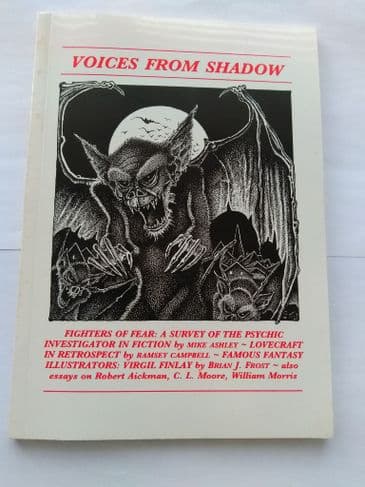 VOICES FROM SHADOW
FIGHTERS OF FEAR: A SURVEY OF THE PSYCHIC
INVESTIGATOR IN FICTION by MIKE ASHLEY ~ LOVECRAFT
IN RETROSPECT by RAMSEY CAMPBELL ~ FAMOUS FANTASY
ILLUSTRATORS: VIRGIL FINLAY by BRIAN J. FROST ~ also
essays on Robert Aickman, C. L. Moore, William Morris